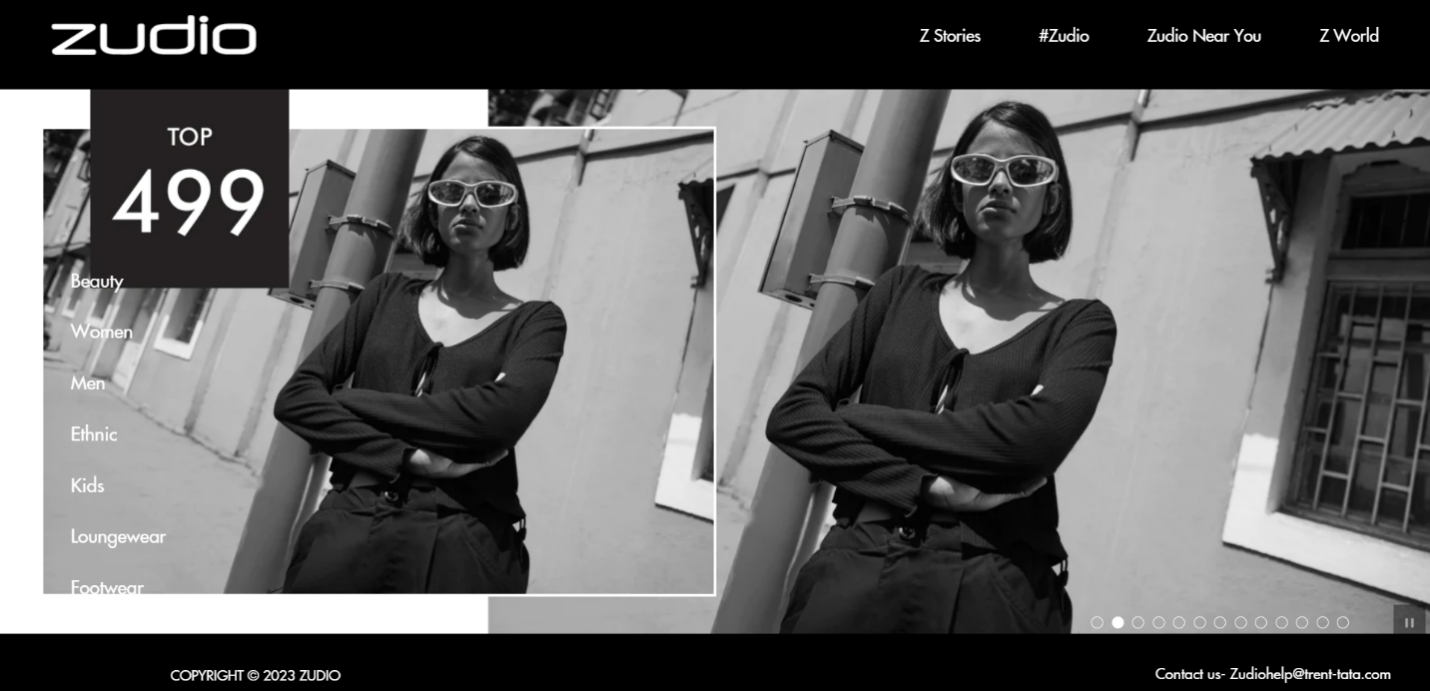 zudio
Z Stories
#Zudio
Zudio Near You
Z World
TOP
499
Beauty
Women
Men
Ethnic
Kids
Loungewear
Footwear
COPYRIGHT © 2023 ZUDIO
Contact us- Zudiohelp@trent-tata.com